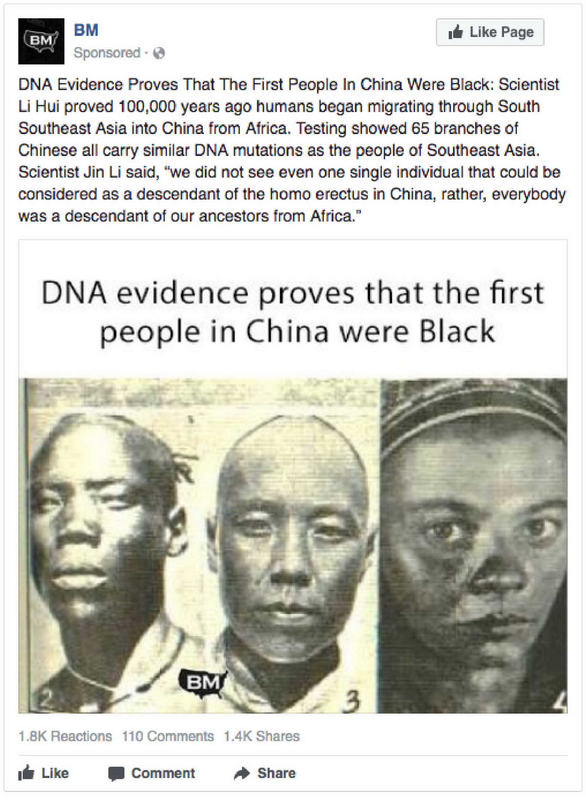 BM
BM
Like Page
Sponsored ·
DNA Evidence Proves That The First People In China Were Black: Scientist
Li Hui proved 100,000 years ago humans began migrating through South
Southeast Asia into China from Africa. Testing showed 65 branches of
Chinese all carry similar DNA mutations as the people of Southeast Asia.
Scientist Jin Li said, “we did not see even one single individual that could be
considered as a descendant of the homo erectus in China, rather, everybody
was a descendant of our ancestors from Africa.”
DNA evidence proves that the first
people in China were Black
BM
2
3
4
1.8K Reactions 110 Comments 1.4K Shares
Like Comment Share